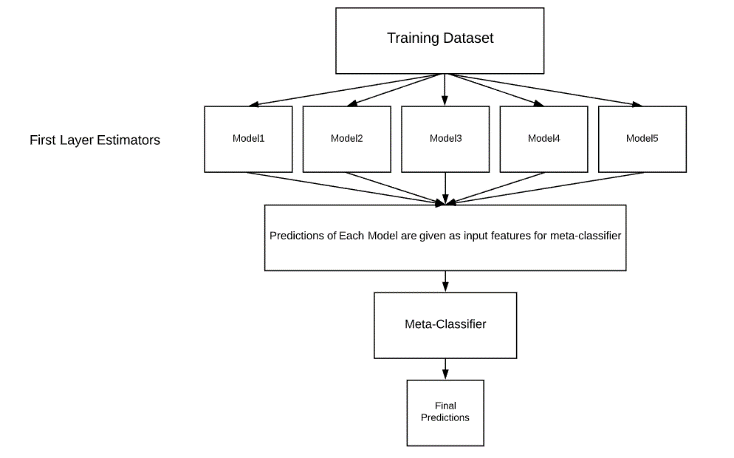 Training Dataset
First Layer Estimators
Model1
Model2
Model3
Model4
Model5
Predictions of Each Model are given as input features for meta-classifier
Meta-Classifier
Final
Predictions